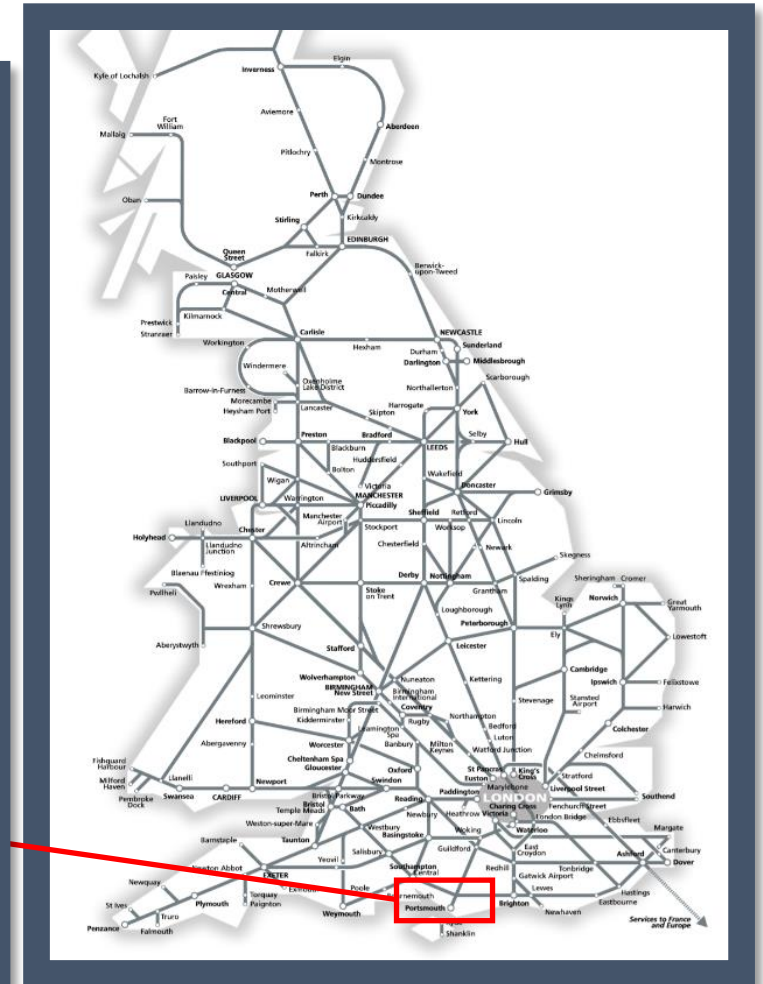 Kyle of Lochalsh
Inverness
Elgin
Aviemore
Aberdeen
Fort
William
Mallaig
Pitlochry
Montrose
Perth
Dundee
Oban
Stirling
Kirkcaldy
EDINBURGH
Queen
Street
Falkirk
Berwick-
upon-Tweed
GLASGOW
Paisley
Central
Motherwell
Prestwick
Kilmarnock
Stranraer
Carlisle
NEWCASTLE
Workington
Hexham
Durham
Sunderland
Darlington
Middlesbrough
Windermere
Scarborough
Oxenholme
Lake District
Northallerton
Barrow-in-Furness
Morecambe
Heysham Port
Lancaster
Harrogate
York
Skipton
Blackpool
Preston
Bradford
LEEDS
Selby
Hull
Blackburn
Huddersfield
Southport
Bolton
Wakefield
Wigan
Victoria
Doncaster
LIVERPOOL
Warrington
MANCHESTER
Piccadilly
Grimsby
Manchester
Airport
Sheffield
Retford
Llandudno
Chester
Stockport
Worksop
Lincoln
Holyhead
Llandudno
Junction
Altrincham
Chesterfield
Newark
Skegness
Blaenau Ffestiniog
Wrexham
Crewe
Stoke
on Trent
Derby
Nottingham
Grantham
Spalding
Sheringham
Cromer
Pwllheli
Kings
Lynn
Norwich
Great
Yarmouth
Loughborough
Shrewsbury
Peterborough
Ely
Lowestoft
Aberystwyth
Stafford
Leicester
Wolverhampton
Nuneaton
Kettering
Cambridge
Ipswich
Felixstowe
BIRMINGHAM
New Street
Birmingham
International
Leominster
Birmingham Moor Street
Coventry
Stevenage
Stansted
Airport
Harwich
Hereford
Kidderminster
Rugby
Northampton
Leamington
Spa
Bedford
Colchester
Abergavenny
Worcester
Banbury
Milton
Keynes
Luton
Watford Junction
Chelmsford
Fishguard
Harbour
Cheltenham Spa
Gloucester
Oxford
St Pancras
King's
Cross
Euston
Stratford
Milford
Haven
Llanelli
Swindon
Marylebone
Liverpool Street
Pembroke
Dock
Swansea
CARDIFF
Newport
Bristol Parkway
Bristol
Temple Meads
Bath
Reading
Paddington
LONDON
Southend
Charing Cross
Fenchurch Street
Newbury
Heathrow
Victoria
London Bridge
Ebbsfleet
Weston-super-Mare
Westbury
Basingstoke
Woking
Waterloo
Margate
Barnstaple
Taunton
Guildford
East
Croydon
Canterbury
Salisbury
Yeovil
Redhill
Tonbridge
Ashford
Dover
Newton Abbot
EXETER
Southampton
Central
Gatwick Airport
Newquay
Poole
Lewes
Hastings
St Ives
Plymouth
Torquay
Paignton
Portsmouth
Brighton
Eastbourne
Weymouth
Newhaven
Truro
Penzance
Falmouth
Shanklin
Services to France
and Europe